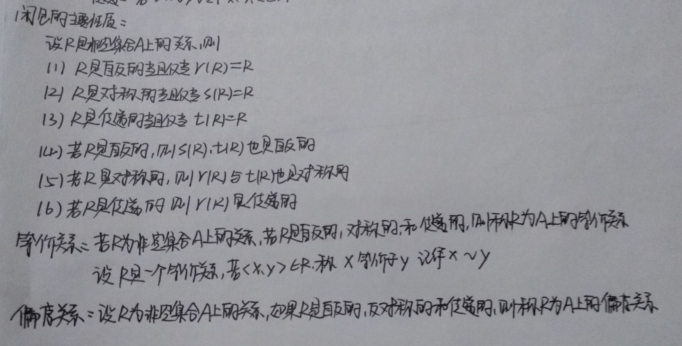 闭包的主要性质:
设R是非空集合A上的关系,则
(1) R是自反的当且仅当 r(R)=R
(2) R是对称的当且仅当 s(R)=R
(3) R是传递的当且仅当 t(R)=R
(4) 若R是自反的,则 s(R).t(R)也是自反的
(5) 若R是对称的,则 r(R)与t(R)也是对称的
(6) 若R是传递的 则 r(R)是传递的
等价关系:若R为非空集合A上的关系,若R是自反的,对称的和传递的,则称R为A上的等价关系
设 R是一个等价关系,若<x.y>∈R.称 x等价于y 记作x~y
偏序关系:设R为非空集合A上的关系,如果R是自反的,反对称的和传递的,则称R为A上的偏序关系